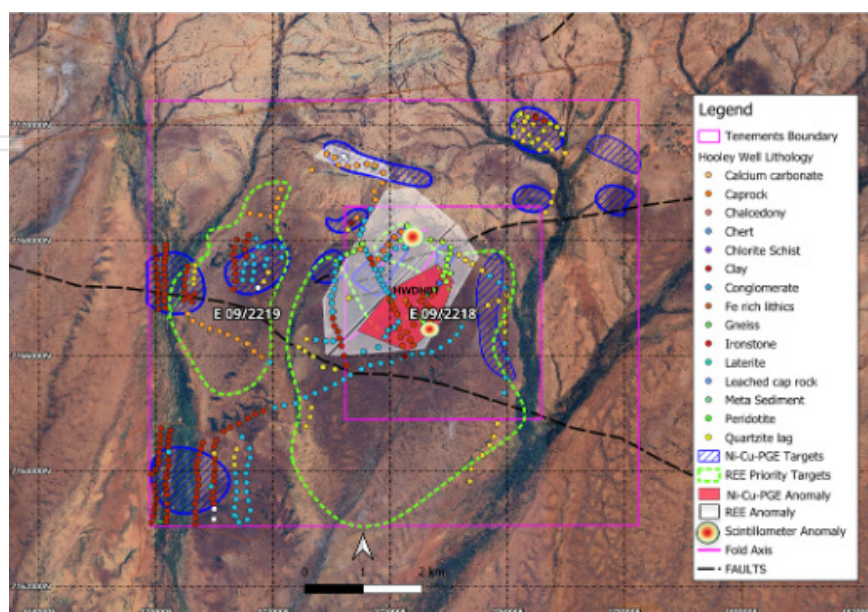 Legend
Tenements Boundary
Hooley Well Lithology
Calcium carbonate
Caprock
Chalcedony
Chert
Chlorite Schist
Clay
Conglomerate
Fe rich lithics
Gneiss
Ironstone
Laterite
Leached cap rock
Meta Sediment
Peridotite
Quartzite lag
Ni-Cu-PGE Targets
REE Priority Targets
Ni-Cu-PGE Anomaly
REE Anomaly
Scintillometer Anomaly
Fold Axis
FAULTS
E 09/2219
E 09/2218
0 1 2 km